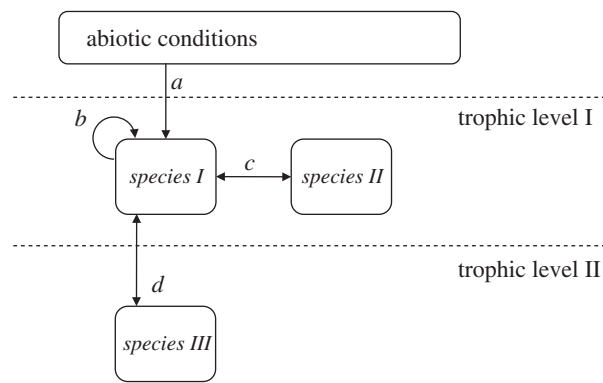 abiotic conditions
a
trophic level I
b
species I
c
species II
trophic level II
d
species III